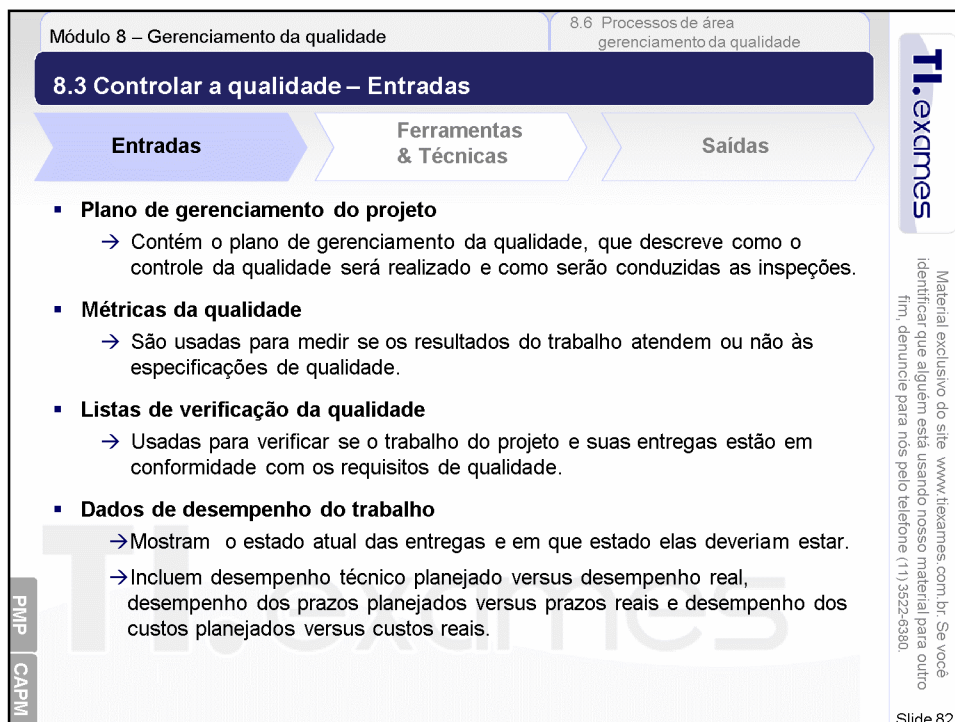 Módulo 8 – Gerenciamento da qualidade
8.6 Processos de área
gerenciamento da qualidade
8.3 Controlar a qualidade – Entradas
Entradas
Ferramentas
& Técnicas
Saídas
▪ Plano de gerenciamento do projeto
→ Contém o plano de gerenciamento da qualidade, que descreve como o
controle da qualidade será realizado e como serão conduzidas as inspeções.
▪ Métricas da qualidade
→ São usadas para medir se os resultados do trabalho atendem ou não às
especificações de qualidade.
▪ Listas de verificação da qualidade
→ Usadas para verificar se o trabalho do projeto e suas entregas estão em
conformidade com os requisitos de qualidade.
▪ Dados de desempenho do trabalho
→Mostram o estado atual das entregas e em que estado elas deveriam estar.
→Incluem desempenho técnico planejado versus desempenho real,
desempenho dos prazos planejados versus prazos reais e desempenho dos
custos planejados versus custos reais.
TI.exames
PMP
CAPM
TI.exames
Material exclusivo do site www.tiexames.com.br. Se você
identificar que alguém está usando nosso material para outro
fim, denuncie para nós pelo telefone (11) 3522-6380.
Slide 82